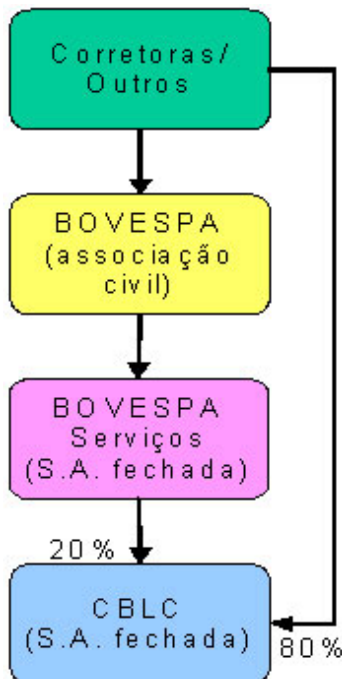 Corretoras/
Outros
BOVESPA
(associação
civil)
BOVESPA
Serviços
(S.A. fechada)
20%
CBLC
(S.A. fechada)
80%